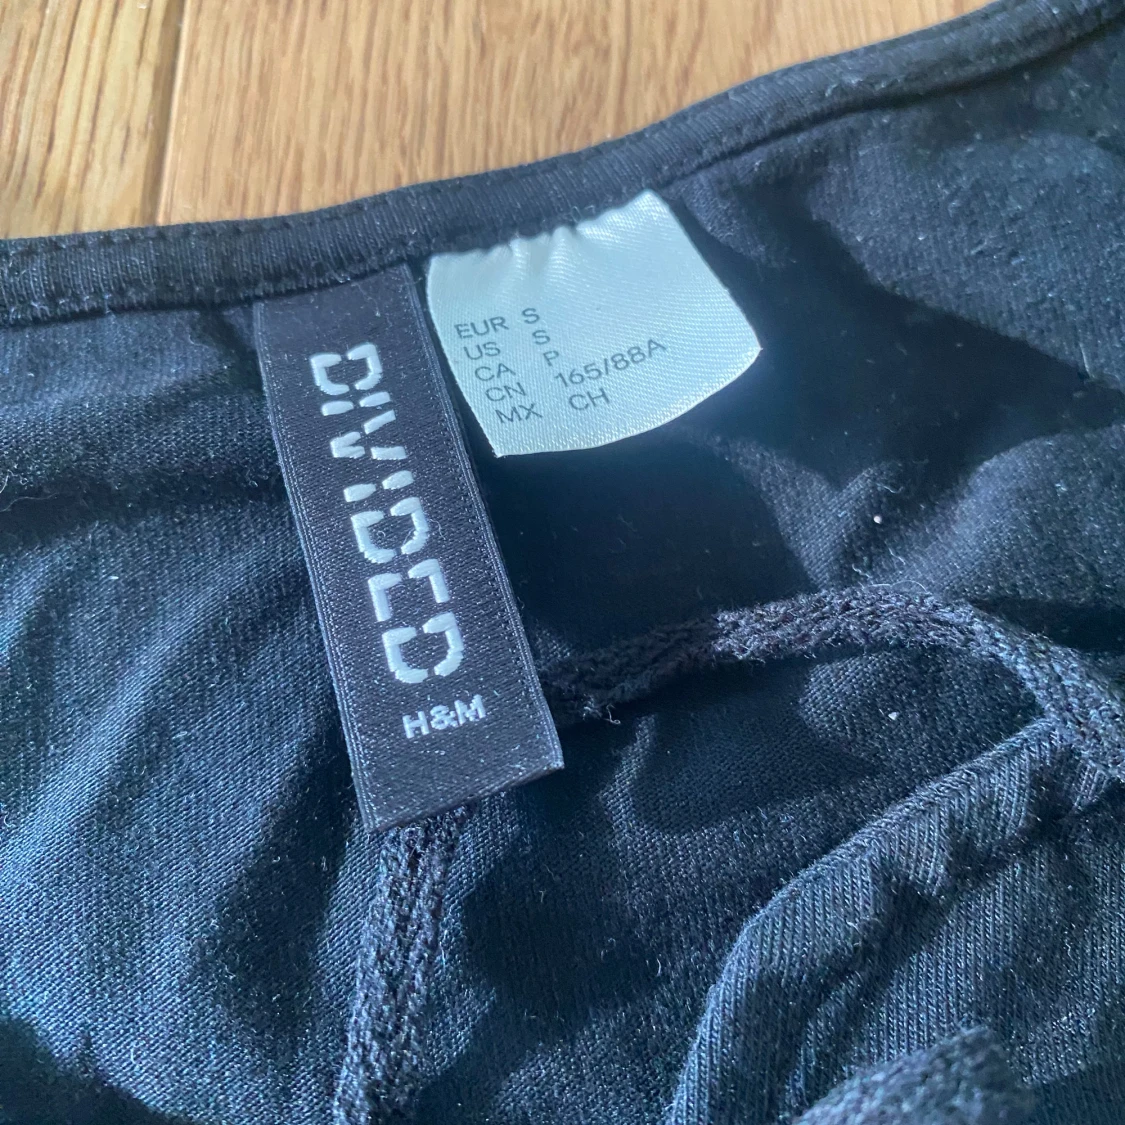 DIVIDED
H&M
EUR S
US S
CA P
CN 165/88A
MX CH